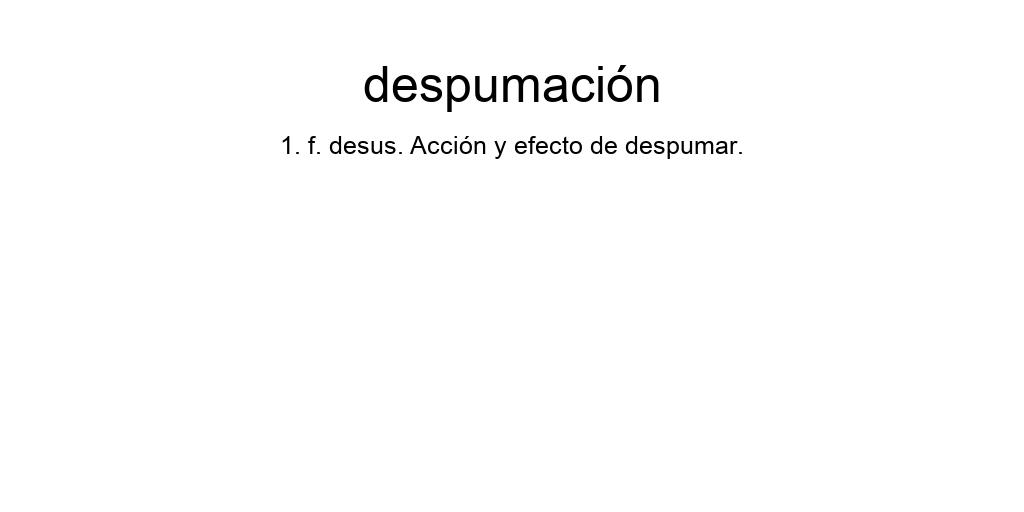 despumación
1. f. desus. Acción y efecto de despumar.